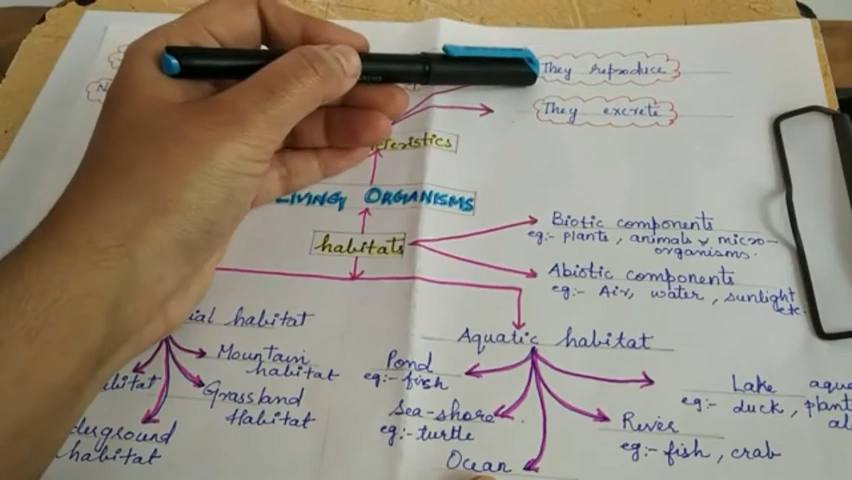 They reproduce
They excrete
LIVING ORGANISMS
habitats
Biotic components
eg:- plants, animals & micro-
organisms.
Abiotic components
eg:- Air, water, sunlight
etc.
habitat
Aquatic habitat
Mountain
habitat
Grassland
Habitat
habitat
Pond
eg:- fish
Sea-shore
eg:- turtle
Ocean
River
eg:- fish, crab
Lake
eg:- duck,